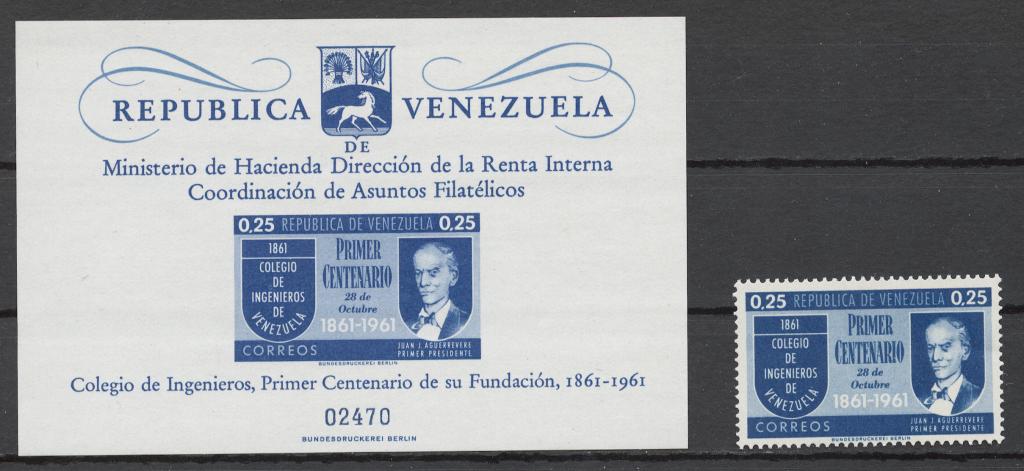 REPUBLICA DE VENEZUELA
Ministerio de Hacienda Dirección de la Renta Interna
Coordinación de Asuntos Filatélicos
0,25 REPUBLICA DE VENEZUELA 0,25
1861
COLEGIO
DE
INGENIEROS
DE
VENEZUELA
PRIMER
CENTENARIO
28 de
Octubre
1861-1961
JUAN J. AGUERREVERE
PRIMER PRESIDENTE
CORREOS
BUNDESDRUCKEREI BERLIN
Colegio de Ingenieros, Primer Centenario de su Fundación, 1861-1961
02470
BUNDESDRUCKEREI BERLIN
0,25 REPUBLICA DE VENEZUELA 0,25
1861
COLEGIO
DE
INGENIEROS
DE
VENEZUELA
PRIMER
CENTENARIO
28 de
Octubre
1861-1961
JUAN J. AGUERREVERE
PRIMER PRESIDENTE
CORREOS
BUNDESDRUCKEREI BERLIN